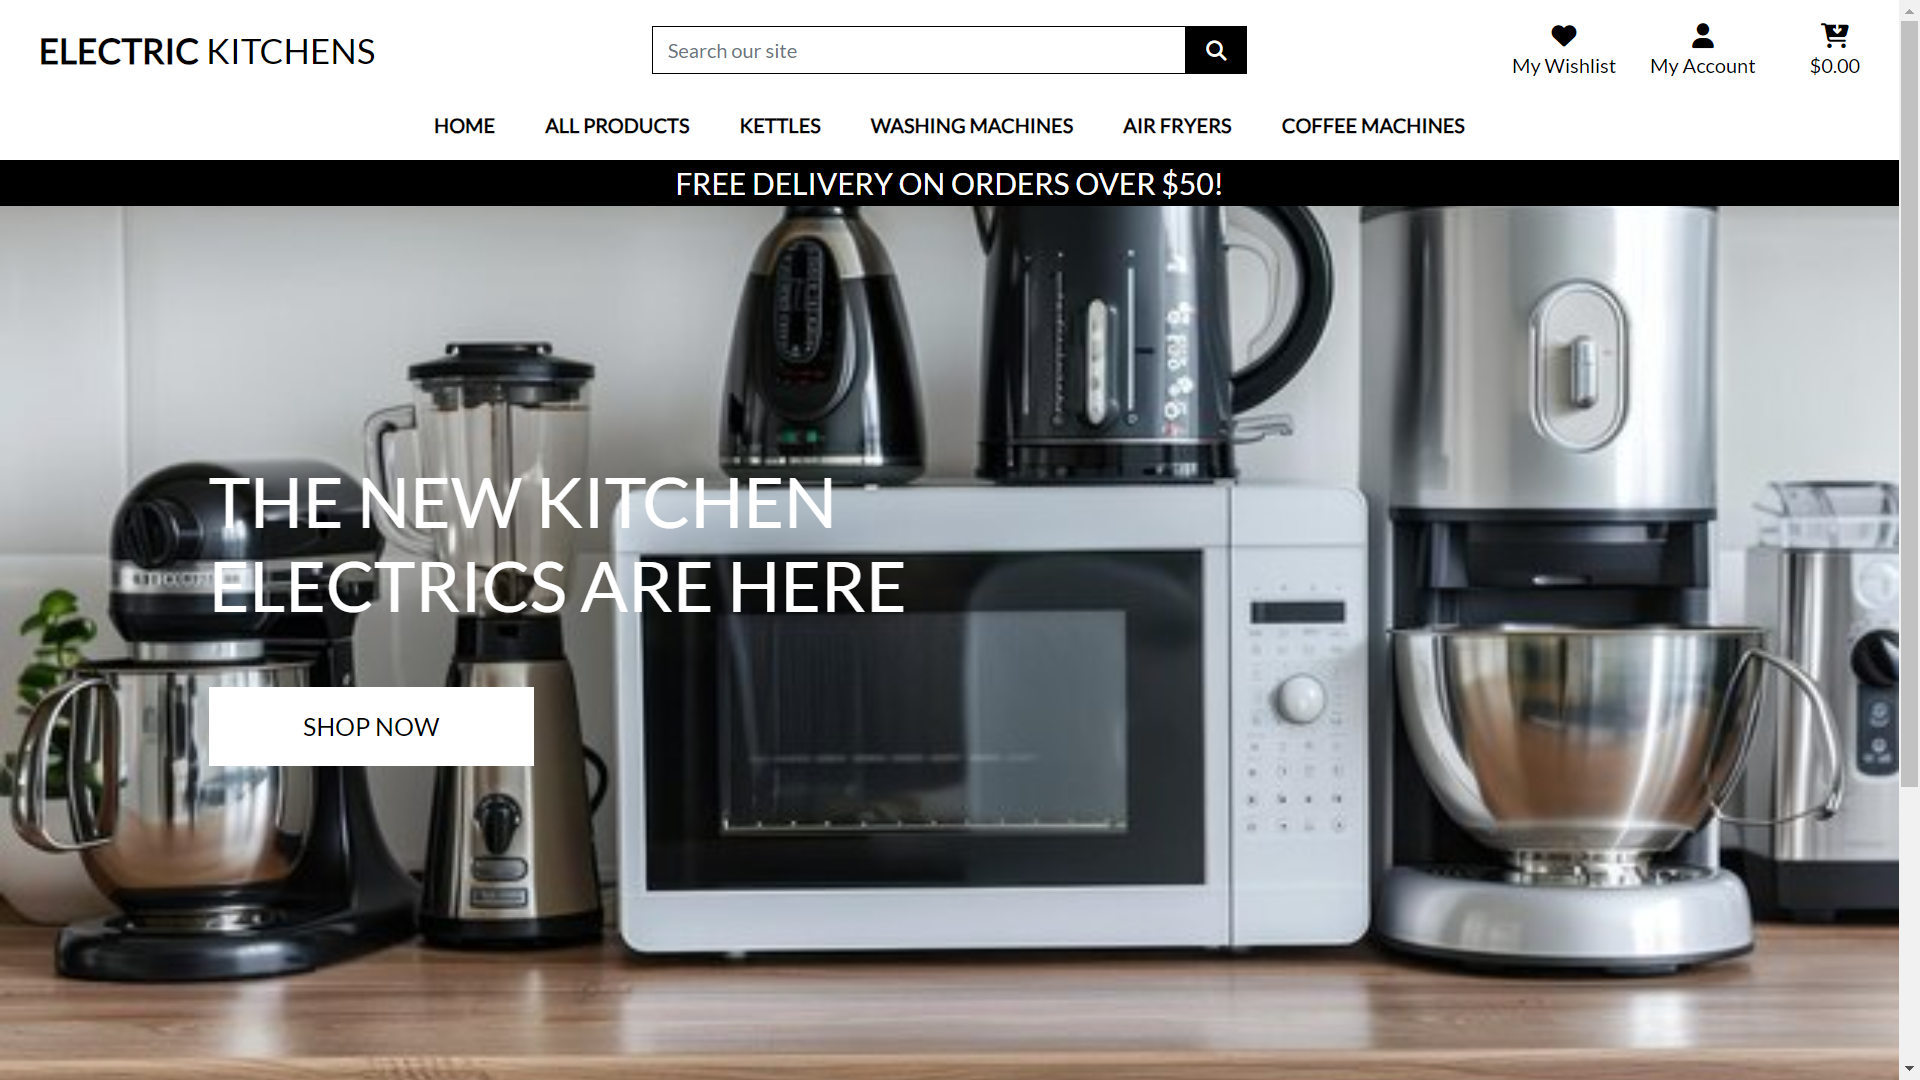 ELECTRIC KITCHENS
Search our site
My Wishlist
My Account
$0.00
HOME
ALL PRODUCTS
KETTLES
WASHING MACHINES
AIR FRYERS
COFFEE MACHINES
FREE DELIVERY ON ORDERS OVER $50!
THE NEW KITCHEN
ELECTRICS ARE HERE
SHOP NOW